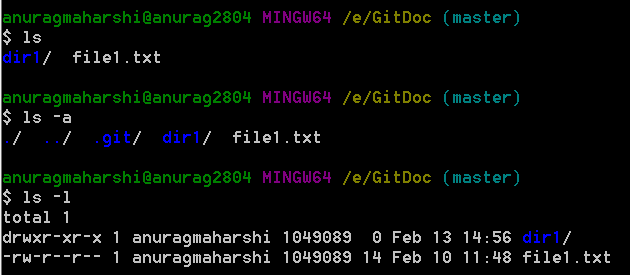 anuragmaharshi@anurag2804 MINGW64 /e/GitDoc (master)
$ ls
dir1/  file1.txt
anuragmaharshi@anurag2804 MINGW64 /e/GitDoc (master)
$ ls -a
./  ../  .git/  dir1/  file1.txt
anuragmaharshi@anurag2804 MINGW64 /e/GitDoc (master)
$ ls -l
total 1
drwxr-xr-x 1 anuragmaharshi 1049089  0 Feb 13 14:56 dir1/
-rw-r--r-- 1 anuragmaharshi 1049089 14 Feb 10 11:48 file1.txt